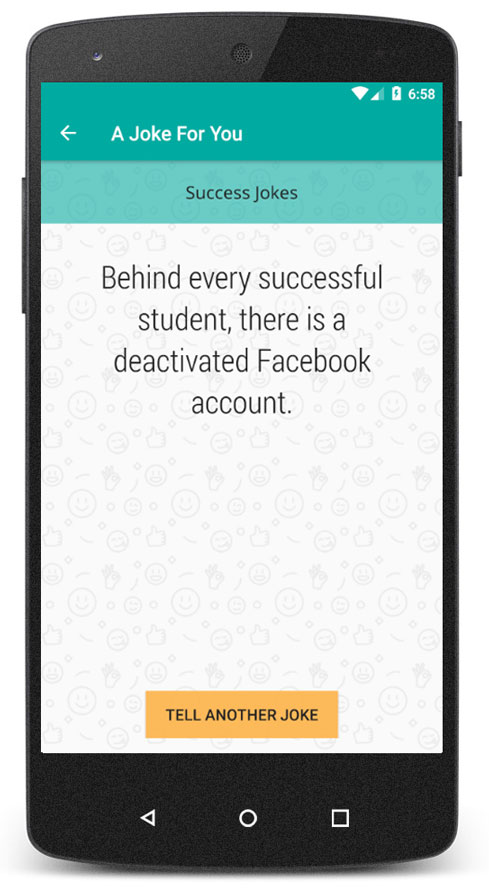 6:58
A Joke For You
Success Jokes
Behind every successful
student, there is a
deactivated Facebook
account.
TELL ANOTHER JOKE